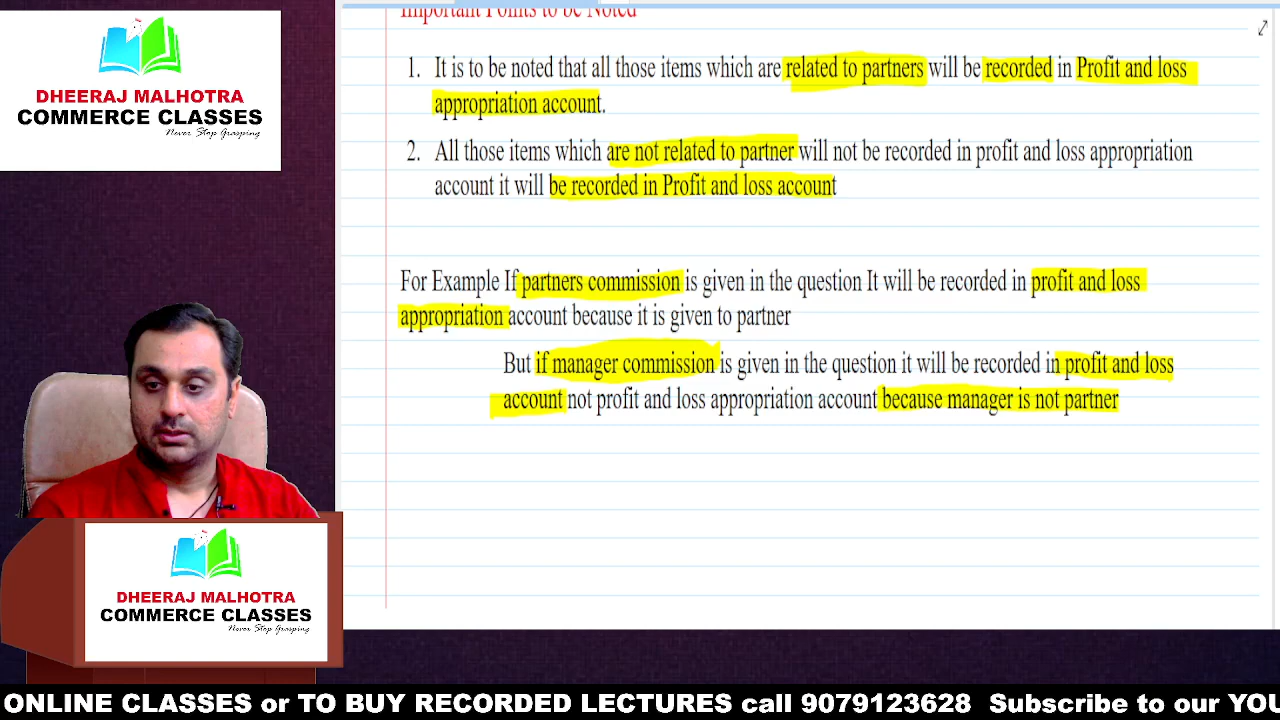 DHEERAJ MALHOTRA
COMMERCE CLASSES
Never Stop Grasping
Important Points to be Noted
1. It is to be noted that all those items which are related to partners will be recorded in Profit and loss
appropriation account.
2. All those items which are not related to partner will not be recorded in profit and loss appropriation
account it will be recorded in Profit and loss account
For Example If partners commission is given in the question It will be recorded in profit and loss
appropriation account because it is given to partner
But if manager commission is given in the question it will be recorded in profit and loss
account not profit and loss appropriation account because manager is not partner
DHEERAJ MALHOTRA
COMMERCE CLASSES
Never Stop Grasping
ONLINE CLASSES or TO BUY RECORDED LECTURES call 9079123628 Subscribe to our YOU